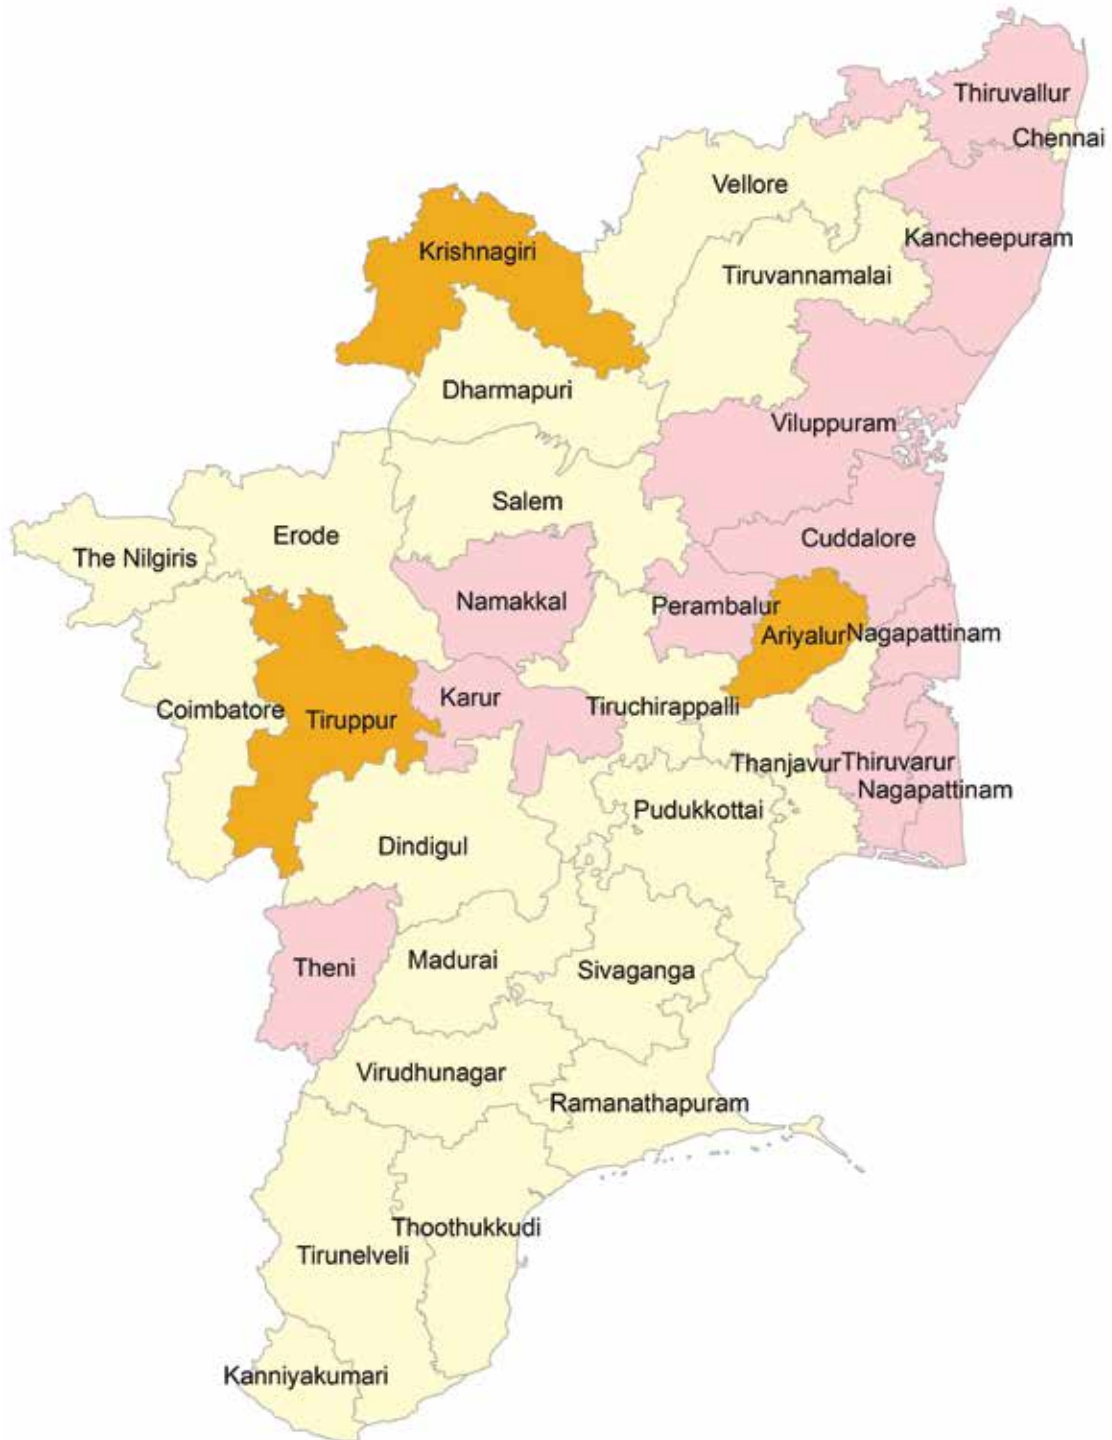 Thiruvallur
Chennai
Vellore
Kancheepuram
Krishnagiri
Tiruvannamalai
Dharmapuri
Viluppuram
Salem
Erode
Cuddalore
The Nilgiris
Namakkal
Perambalur
Ariyalur
Nagapattinam
Karur
Coimbatore
Tiruppur
Tiruchirappalli
Thanjavur
Thiruvarur
Nagapattinam
Pudukkottai
Dindigul
Theni
Madurai
Sivaganga
Virudhunagar
Ramanathapuram
Thoothukkudi
Tirunelveli
Kanniyakumari